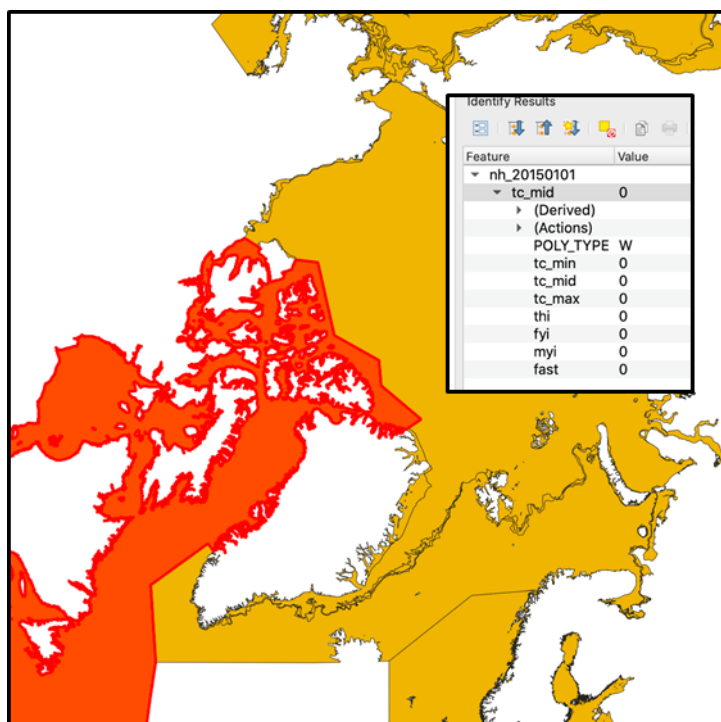 Identify Results
Feature Value
nh_20150101
tc_mid 0
(Derived)
(Actions)
POLY_TYPE W
tc_min 0
tc_mid 0
tc_max 0
thi 0
fyi 0
myi 0
fast 0